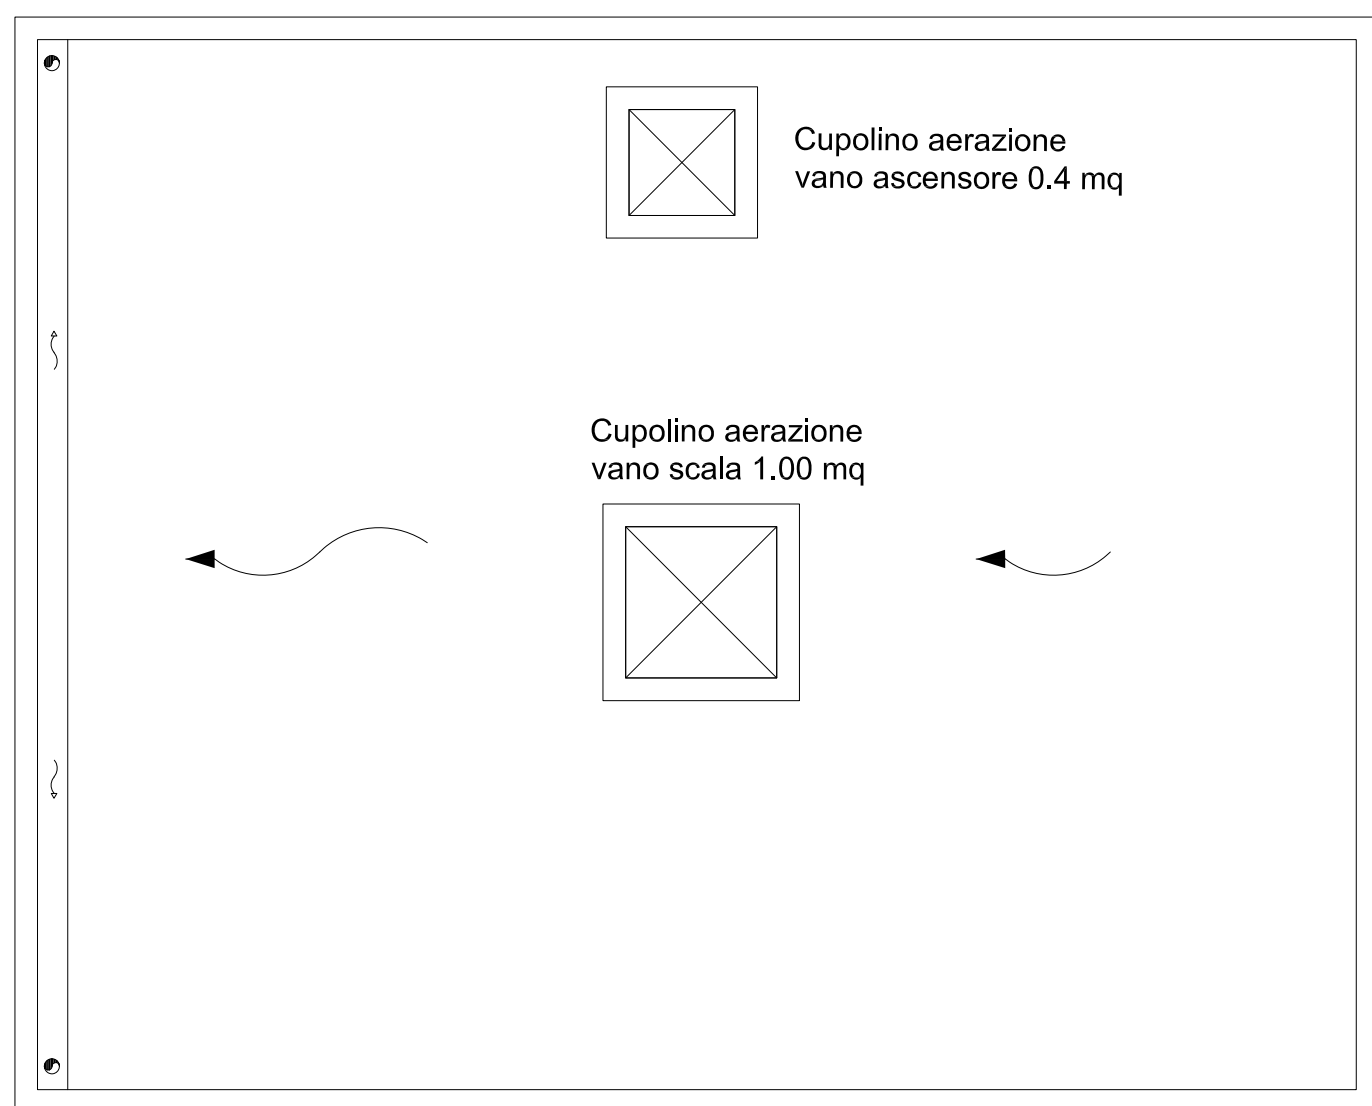 Cupolino aerazione
vano ascensore 0.4 mq
Cupolino aerazione
vano scala 1.00 mq